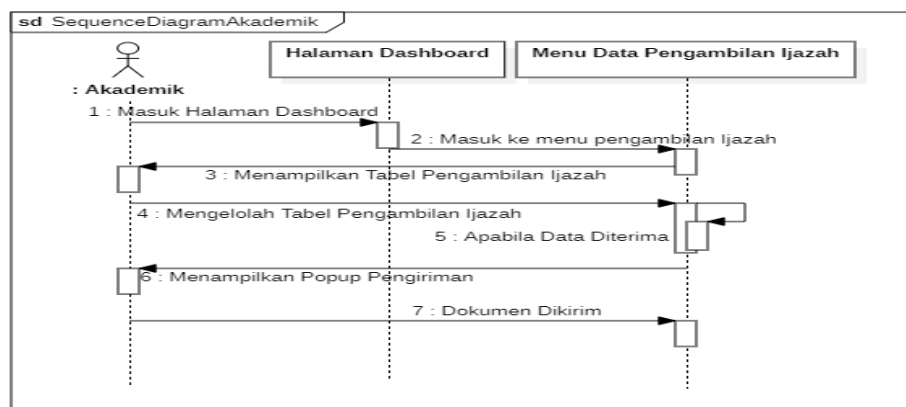 sd SequenceDiagramAkademik
Halaman Dashboard
Menu Data Pengambilan Ijazah
: Akademik
1 : Masuk Halaman Dashboard
2 : Masuk ke menu pengambilan Ijazah
3 : Menampilkan Tabel Pengambilan Ijazah
4 : Mengelolah Tabel Pengambilan Ijazah
5 : Apabila Data Diterima
6 : Menampilkan Popup Pengiriman
7 : Dokumen Dikirim